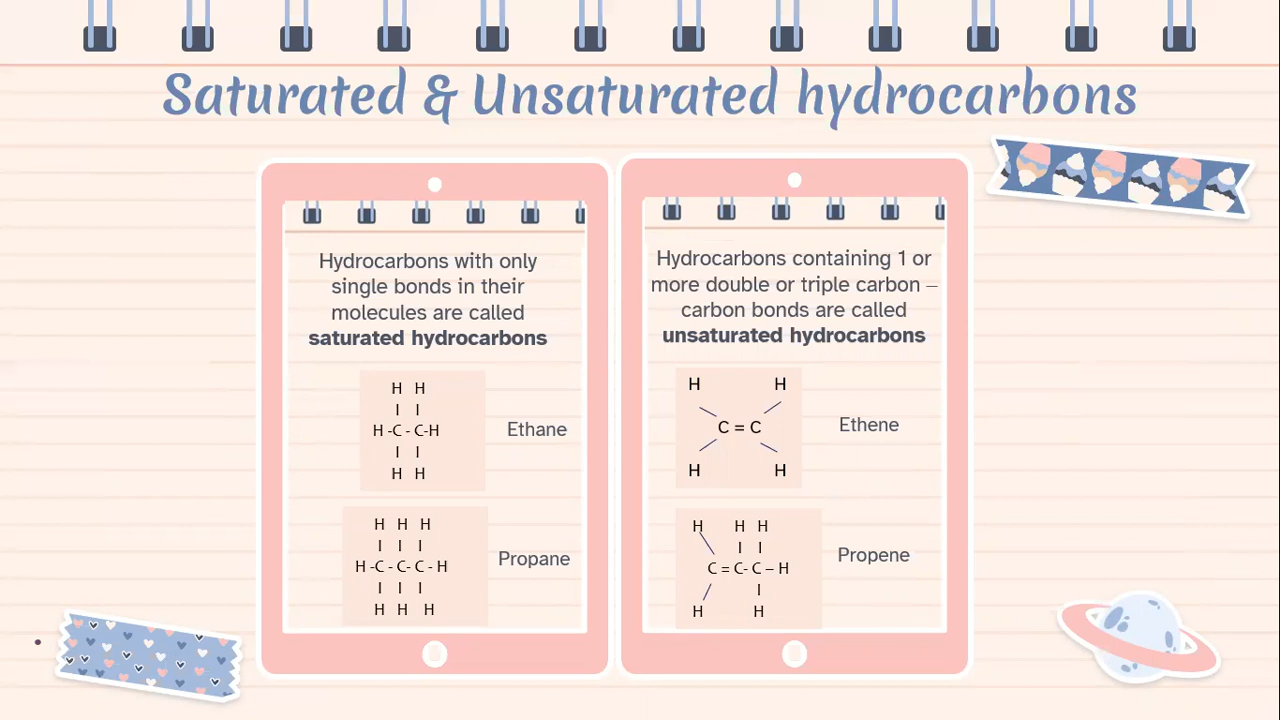 Saturated & Unsaturated hydrocarbons
Hydrocarbons with only
single bonds in their
molecules are called
saturated hydrocarbons
H H
I I
H -C - C-H
I I
H H
Ethane
H H H
I I I
H -C - C - C - H
I I I
H H H
Propane
Hydrocarbons containing 1 or
more double or triple carbon –
carbon bonds are called
unsaturated hydrocarbons
H H
C = C
H H
Ethene
H H H
I I
C = C- C – H
I
H H
Propene